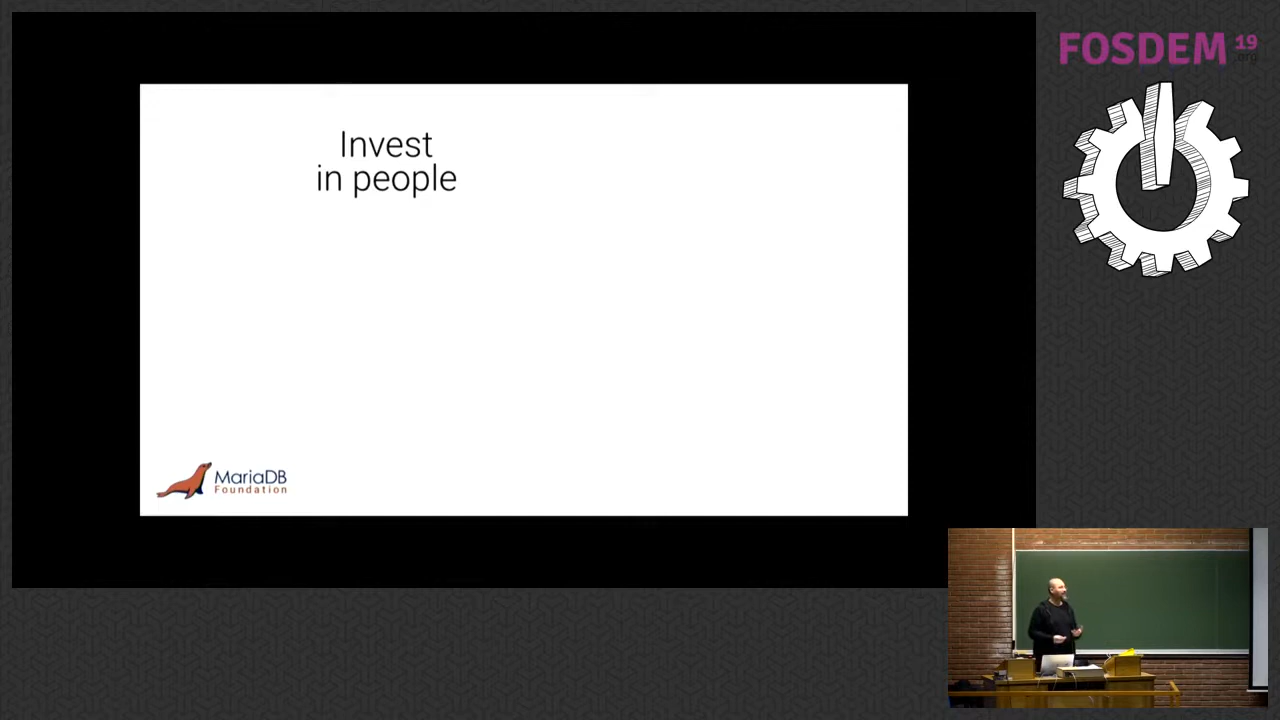 FOSDEM 19
.org
Invest
in people
MariaDB
Foundation